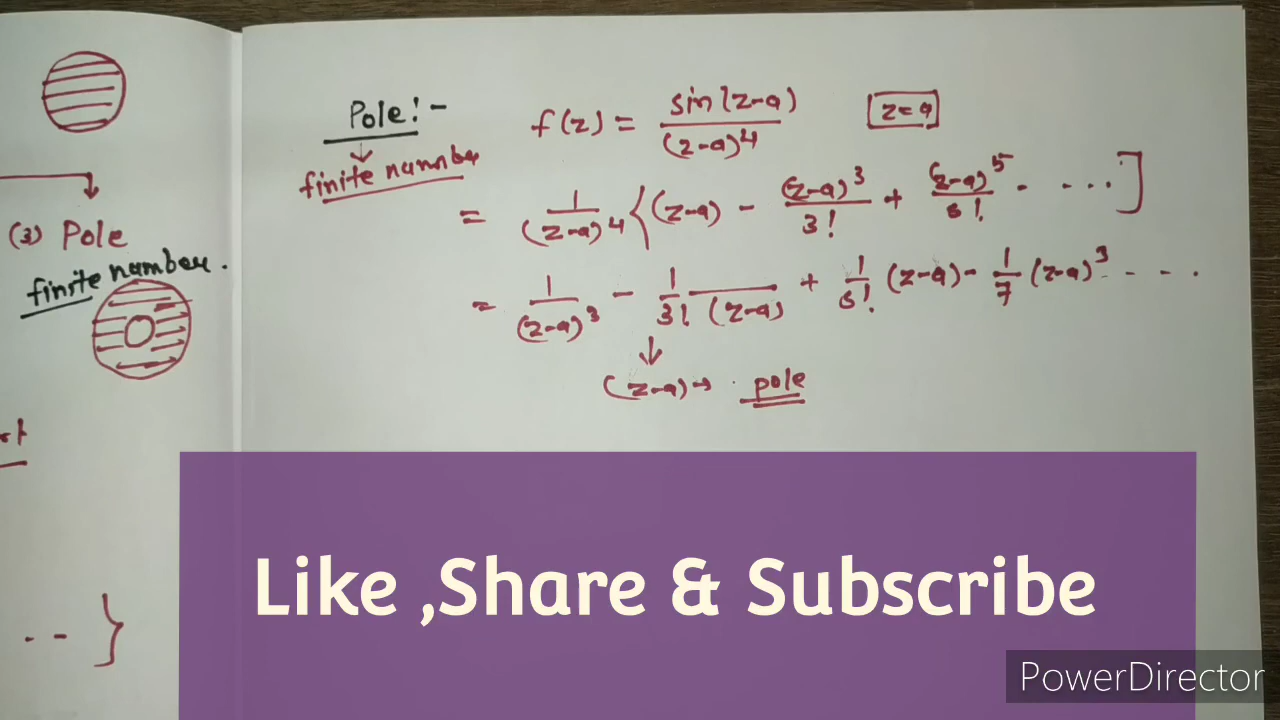 (3) Pole
finite number.
-- }
Pole:-
↓
finite number
f(z) = sin(z-a) / (z-a)^4
z=a
= 1/(z-a)^4 { (z-a) - (z-a)^3/3! + (z-a)^5/5! - ....]
= 1/(z-a)^3 - 1/3! (z-a) + 1/5! (z-a) - 1/7 (z-a)^3 ....
↓
(z-a) → pole
Like ,Share & Subscribe
PowerDirector